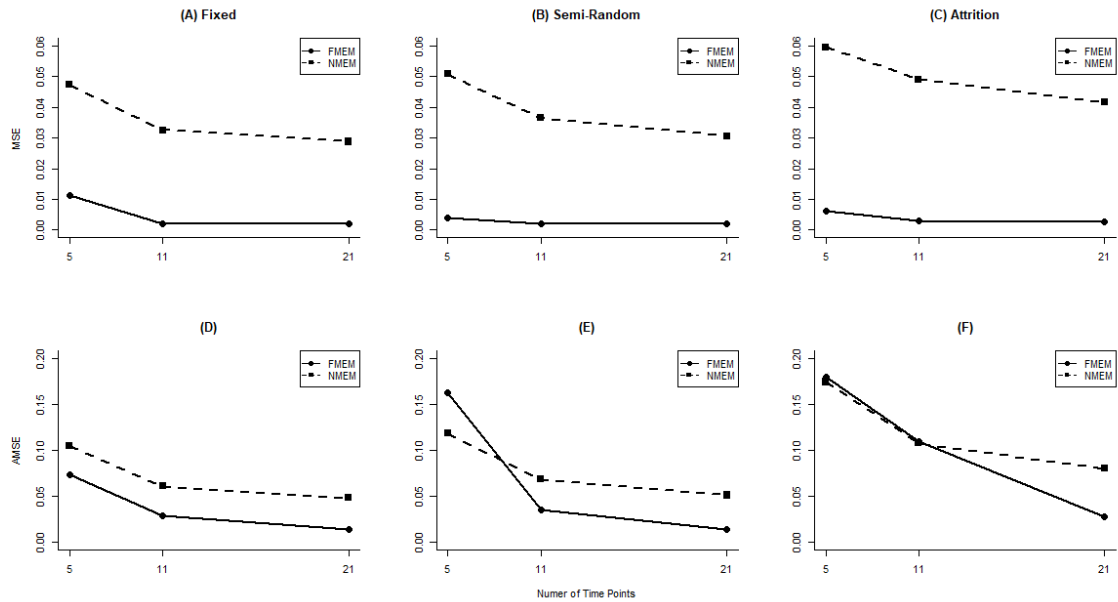 (A) Fixed
(B) Semi-Random
(C) Attrition
MSE
0.00 0.01 0.02 0.03 0.04 0.05 0.06
5 11 21
FMEM
NMEM
0.00 0.01 0.02 0.03 0.04 0.05 0.06
5 11 21
FMEM
NMEM
0.00 0.01 0.02 0.03 0.04 0.05 0.06
5 11 21
FMEM
NMEM
(D)
(E)
(F)
AMSE
0.00 0.05 0.10 0.15 0.20
5 11 21
FMEM
NMEM
0.00 0.05 0.10 0.15 0.20
5 11 21
FMEM
NMEM
0.00 0.05 0.10 0.15 0.20
5 11 21
FMEM
NMEM
Numer of Time Points